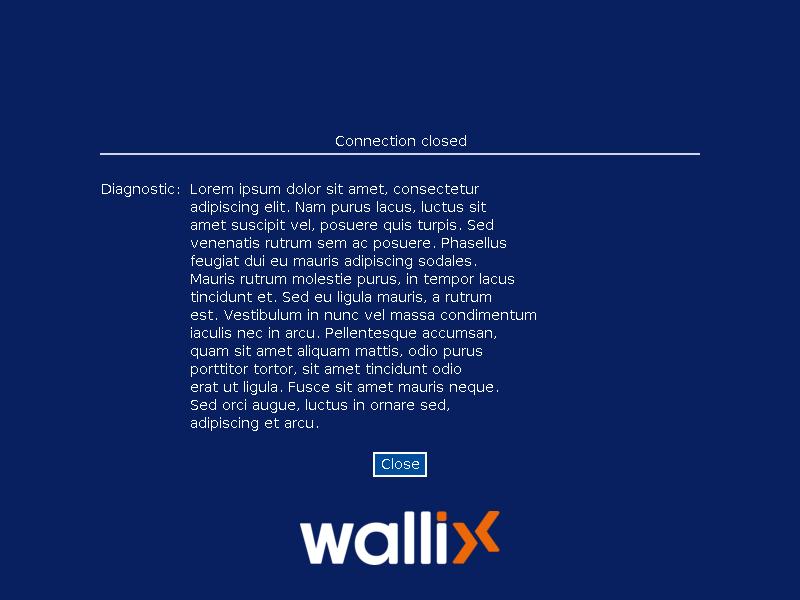 Connection closed
Diagnostic: Lorem ipsum dolor sit amet, consectetur
adipiscing elit. Nam purus lacus, luctus sit
amet suscipit vel, posuere quis turpis. Sed
venenatis rutrum sem ac posuere. Phasellus
feugiat dui eu mauris adipiscing sodales.
Mauris rutrum molestie purus, in tempor lacus
tincidunt et. Sed eu ligula mauris, a rutrum
est. Vestibulum in nunc vel massa condimentum
iaculis nec in arcu. Pellentesque accumsan,
quam sit amet aliquam mattis, odio purus
porttitor tortor, sit amet tincidunt odio
erat ut ligula. Fusce sit amet mauris neque.
Sed orci augue, luctus in ornare sed,
adipiscing et arcu.
Close
wallix